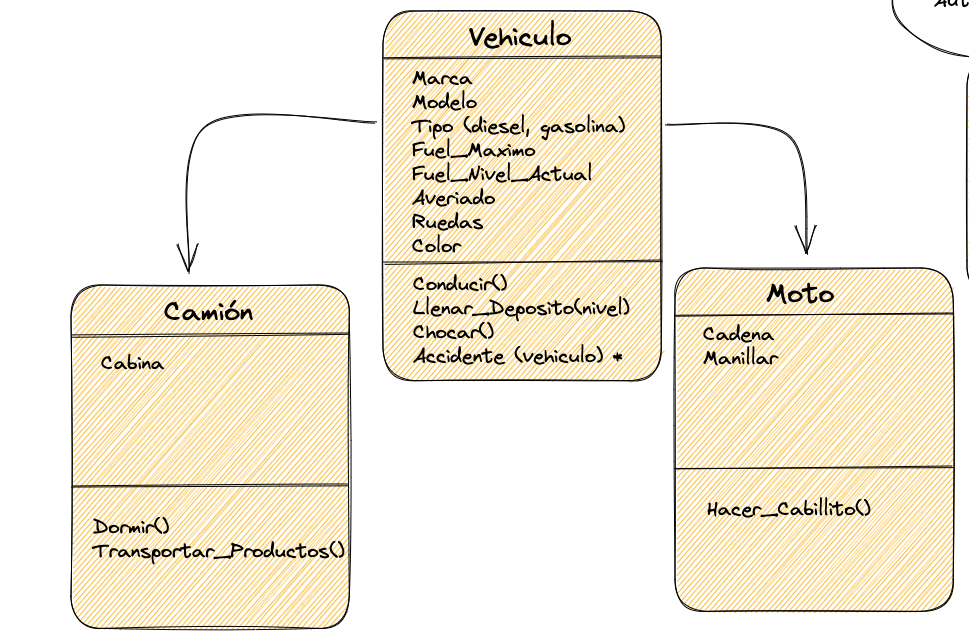 Vehiculo
Marca
Modelo
Tipo (diesel, gasolina)
Fuel_Maximo
Fuel_Nivel_Actual
Averiado
Ruedas
Color
Conducir()
Llenar_Deposito(nivel)
Chocar()
Accidente (vehiculo) *
Camión
Cabina
Dormir()
Transportar_Productos()
Moto
Cadena
Manillar
Hacer_Cabillito()